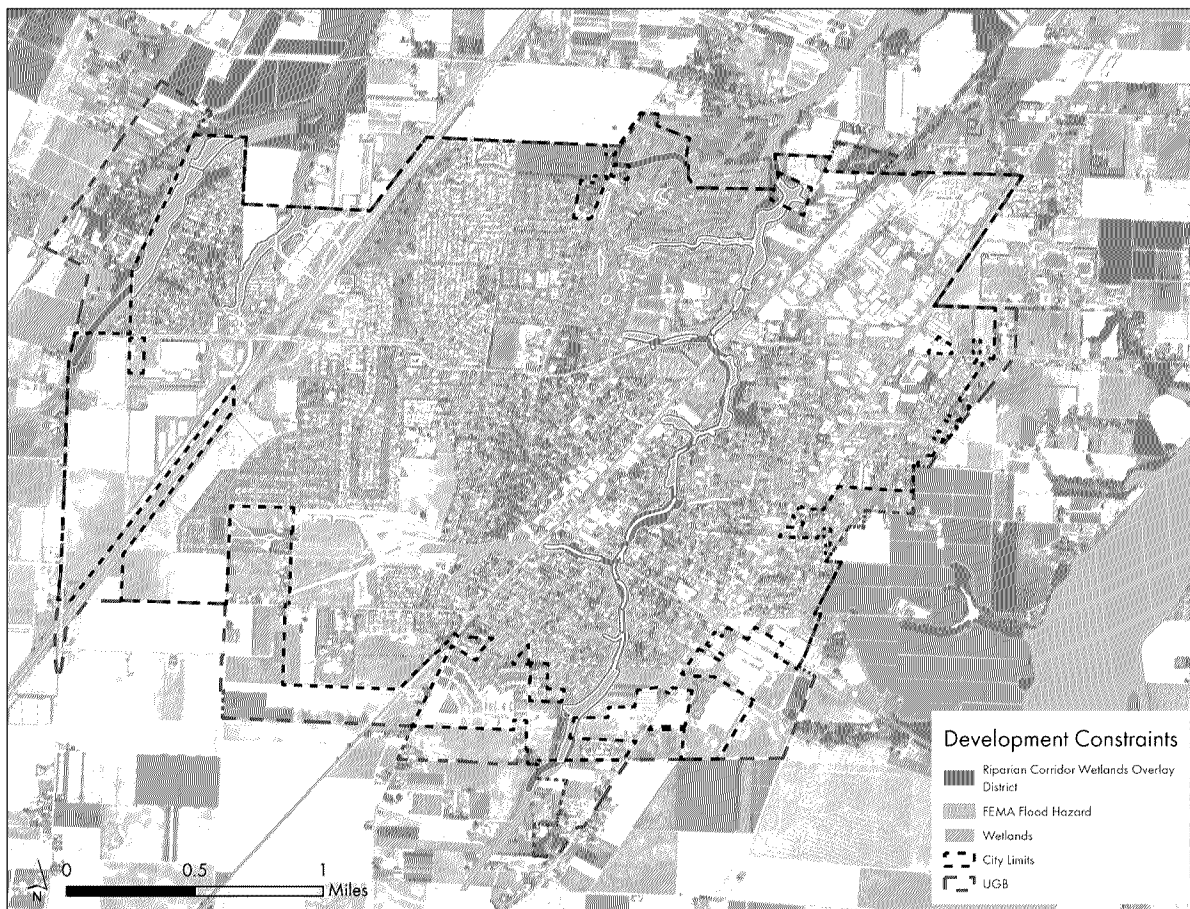 Development Constraints
Riparian Corridor Wetlands Overlay
District
FEMA Flood Hazard
Wetlands
City Limits
UGB
0 0.5 1
Miles
N